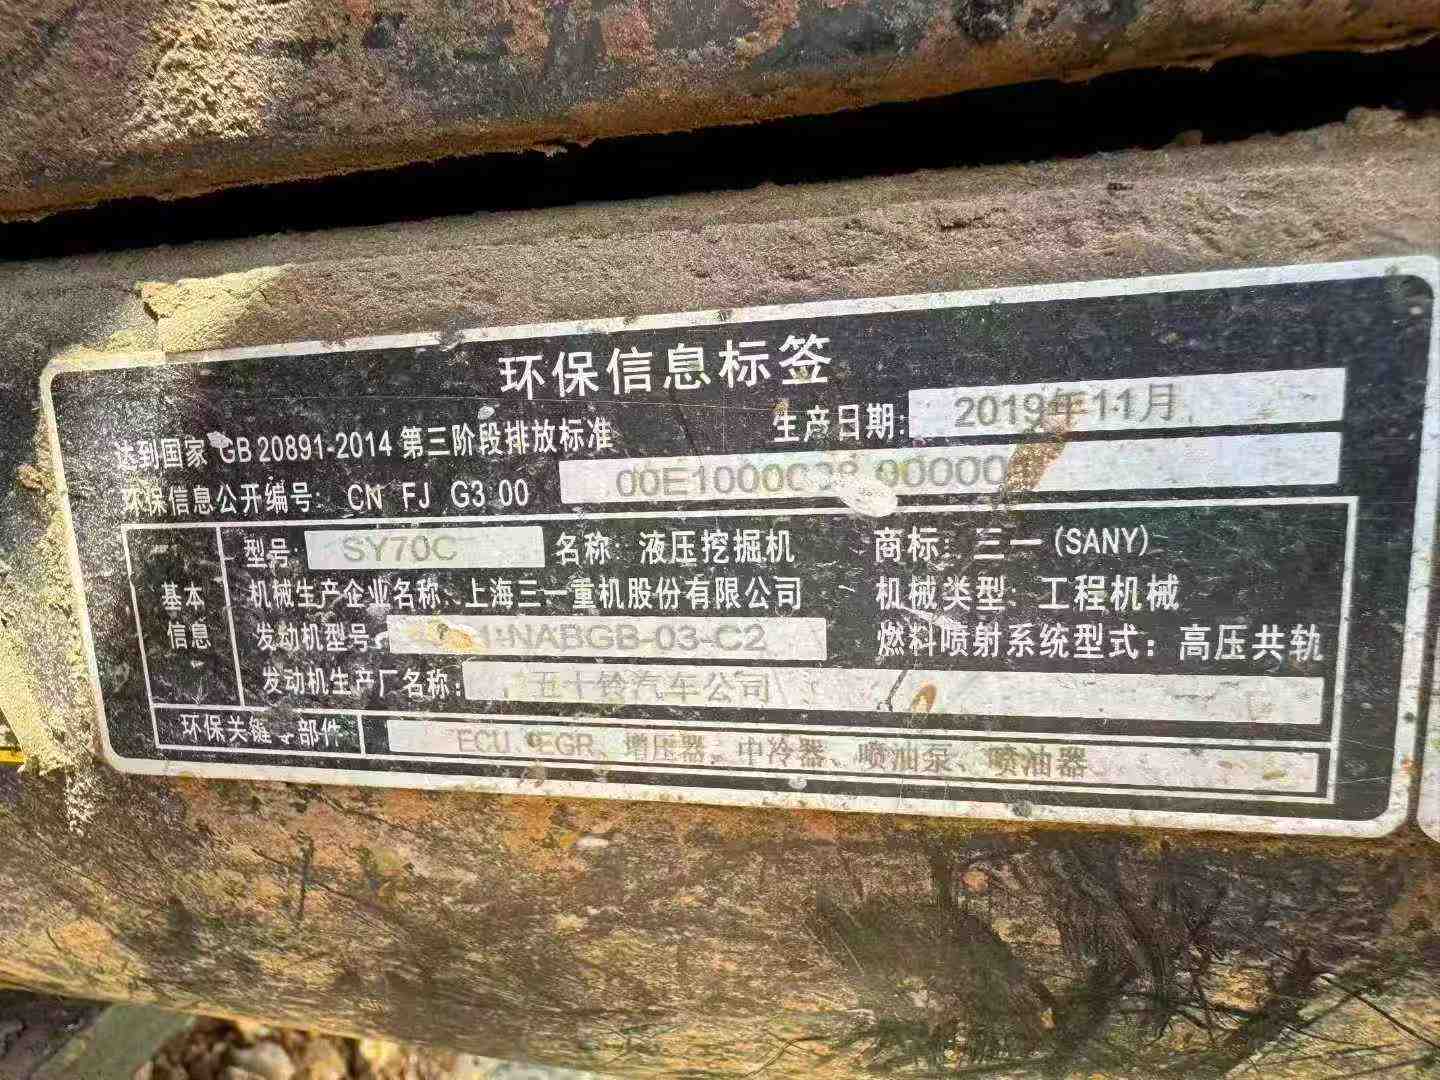 环保信息标签
达到国家 GB 20891-2014 第三阶段排放标准 生产日期: 2019年11月
环保信息公开编号: CN FJ G3 00
基本信息
型号: SY70C 名称: 液压挖掘机 商标: 三一 (SANY)
机械生产企业名称: 上海三一重机股份有限公司 机械类型: 工程机械
发动机型号: NABGB-03-C2 燃料喷射系统型式: 高压共轨
发动机生产厂名称: 五十铃汽车公司
环保关键 部件 ECU、EGR、增压器、中冷器、喷油泵、喷油器